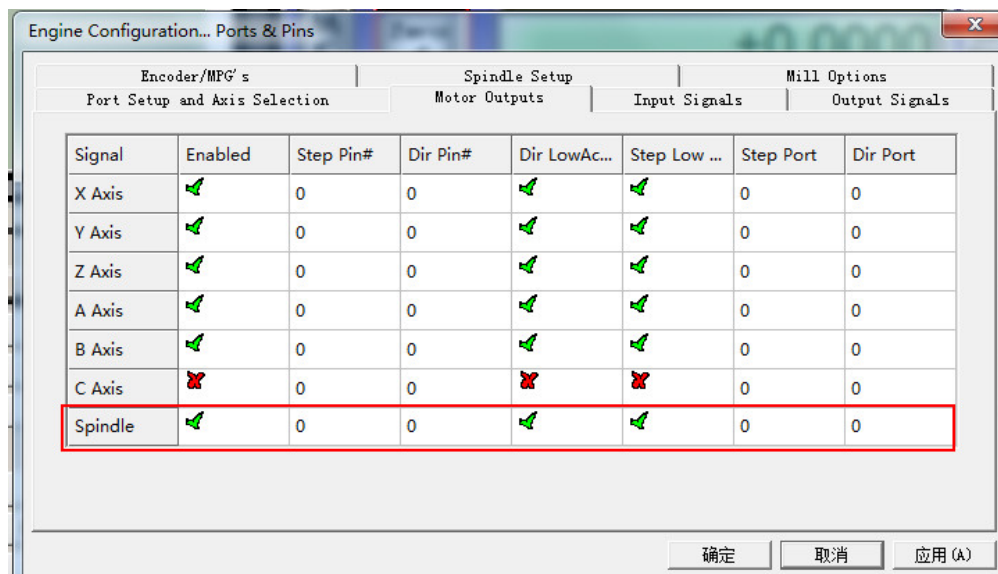 Engine Configuration... Ports & Pins
+0.0000
Encoder/MPG's Spindle Setup Mill Options
Port Setup and Axis Selection Motor Outputs Input Signals Output Signals
Signal Enabled Step Pin# Dir Pin# Dir LowAc... Step Low ... Step Port Dir Port
X Axis 0 0 0 0
Y Axis 0 0 0 0
Z Axis 0 0 0 0
A Axis 0 0 0 0
B Axis 0 0 0 0
C Axis 0 0 0 0
Spindle 0 0 0 0
确定 取消 应用(A)